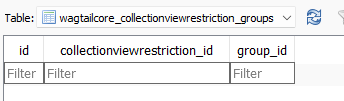 Table: wagtailcore_collectionviewrestriction_groups
id collectionviewrestriction_id group_id
Filter Filter Filter